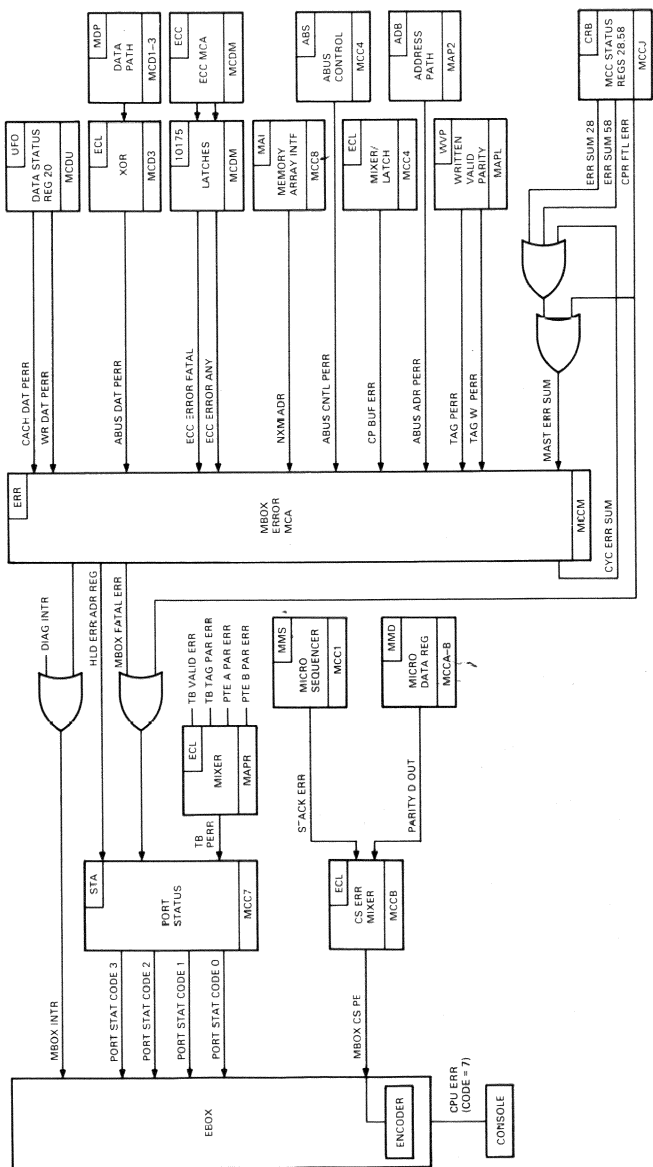 CONSOLE
CPU ERR
(CODE = 7)
ENCODER
EBOX
MBOX CS PE
PORT STAT CODE 0
PORT STAT CODE 1
PORT STAT CODE 2
PORT STAT CODE 3
MBOX INTR
ECL
CS ERR
MIXER
MCCB
STA
PORT
STATUS
MCC7
PARITY D OUT
STACK ERR
TB
PERR
MMD
MICRO
DATA REG
MCCA-B
MMS
MICRO
SEQUENCER
MCC1
ECL
MIXER
MAPR
PTE B PAR ERR
PTE A PAR ERR
TB TAG PAR ERR
TB VALID ERR
MBOX FATAL ERR
HLD ERR ADR REG
DIAG INTR
ERR
MBOX
ERROR
MCA
MCCM
CYC ERR SUM
MAST ERR SUM
TAG W PERR
TAG PERR
ABUS ADR PERR
CP BUF ERR
ABUS CNTL PERR
NXM ADR
ECC ERROR ANY
ECC ERROR FATAL
ABUS DAT PERR
WR DAT PERR
CACH DAT PERR
CPR FTL ERR
ERR SUM 58
ERR SUM 28
WVP
WRITTEN
VALID
PARITY
MAPL
ECL
MIXER/
LATCH
MCC4
MAI
MEMORY
ARRAY INTF
MCC8
10175
LATCHES
MCDM
ECL
XOR
MCD3
UFO
DATA STATUS
REG 20
MCDU
CRB
MCC STATUS
REGS 28,58
MCCJ
ADB
ADDRESS
PATH
MAP2
ABS
ABUS
CONTROL
MCC4
ECC
ECC MCA
MCDM
MDP
DATA
PATH
MCD1-3